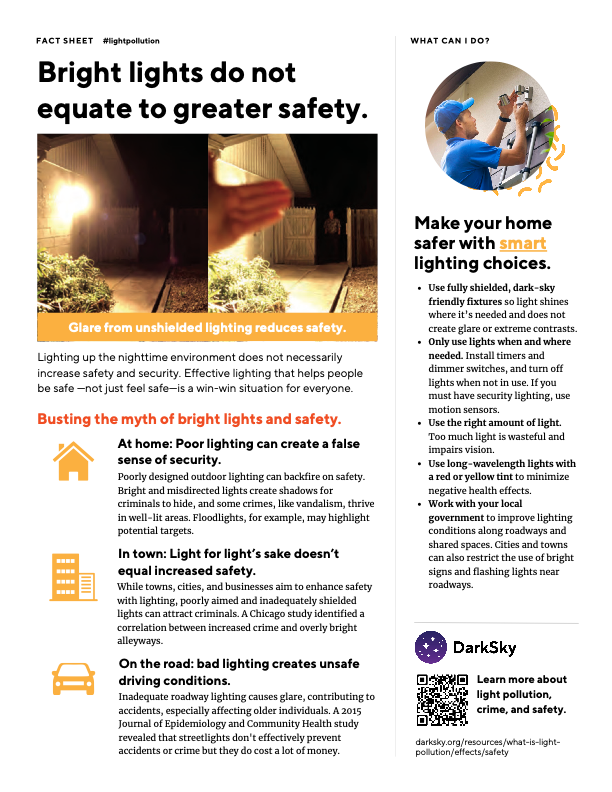 FACT SHEET #lightpollution
Bright lights do not
equate to greater safety.
Glare from unshielded lighting reduces safety.
Lighting up the nighttime environment does not necessarily
increase safety and security. Effective lighting that helps people
be safe —not just feel safe—is a win-win situation for everyone.
Busting the myth of bright lights and safety.
At home: Poor lighting can create a false
sense of security.
Poorly designed outdoor lighting can backfire on safety.
Bright and misdirected lights create shadows for
criminals to hide, and some crimes, like vandalism, thrive
in well-lit areas. Floodlights, for example, may highlight
potential targets.
In town: Light for light’s sake doesn’t
equal increased safety.
While towns, cities, and businesses aim to enhance safety
with lighting, poorly aimed and inadequately shielded
lights can attract criminals. A Chicago study identified a
correlation between increased crime and overly bright
alleyways.
On the road: bad lighting creates unsafe
driving conditions.
Inadequate roadway lighting causes glare, contributing to
accidents, especially affecting older individuals. A 2015
Journal of Epidemiology and Community Health study
revealed that streetlights don't effectively prevent
accidents or crime but they do cost a lot of money.
WHAT CAN I DO?
Make your home
safer with smart
lighting choices.
• Use fully shielded, dark-sky
friendly fixtures so light shines
where it's needed and does not
create glare or extreme contrasts.
• Only use lights when and where
needed. Install timers and
dimmer switches, and turn off
lights when not in use. If you
must have security lighting, use
motion sensors.
• Use the right amount of light.
Too much light is wasteful and
impairs vision.
• Use long-wavelength lights with
a red or yellow tint to minimize
negative health effects.
• Work with your local
government to improve lighting
conditions along roadways and
shared spaces. Cities and towns
can also restrict the use of bright
signs and flashing lights near
roadways.
DarkSky
Learn more about
light pollution,
crime, and safety.
darksky.org/resources/what-is-light-
pollution/effects/safety